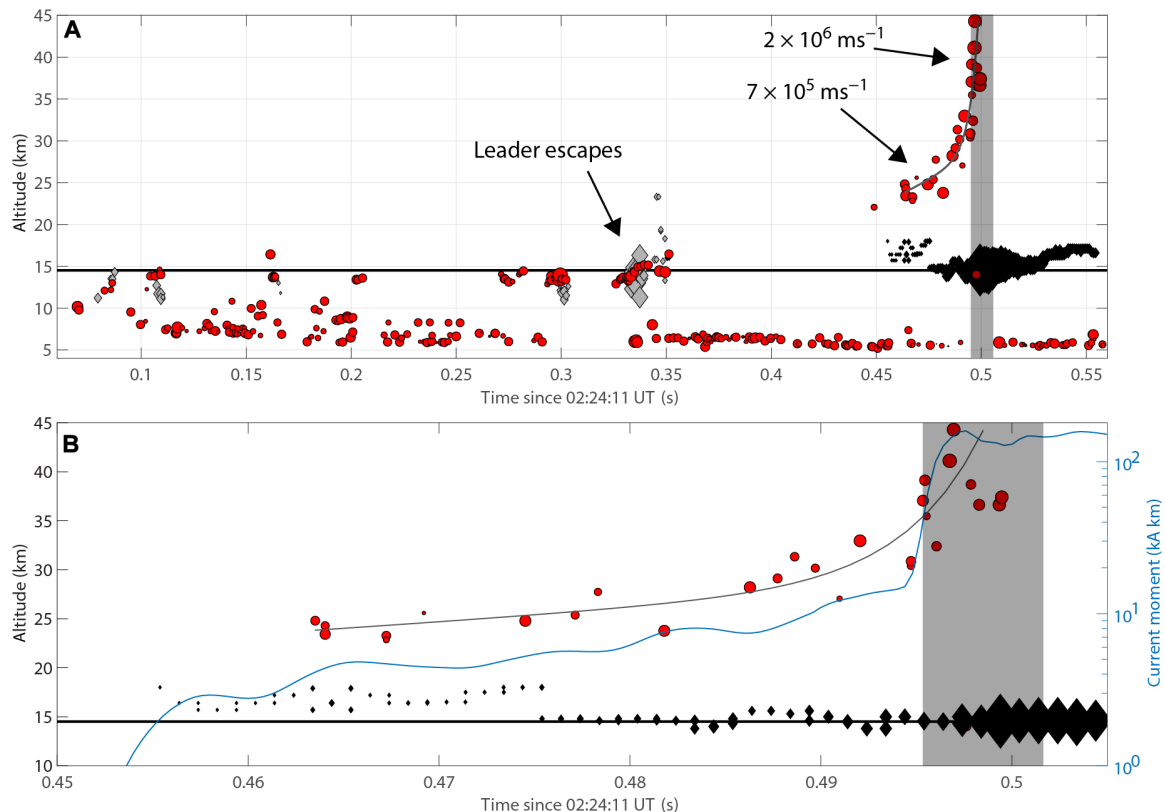 A
45
40
35
30
25
20
15
10
5
Altitude (km)
2 × 10⁶ ms⁻¹
7 × 10⁵ ms⁻¹
Leader escapes
0.1 0.15 0.2 0.25 0.3 0.35 0.4 0.45 0.5 0.55
Time since 02:24:11 UT (s)
B
45
40
35
30
25
20
15
10
Altitude (km)
10²
10¹
10⁰
Current moment (kA km)
0.45 0.46 0.47 0.48 0.49 0.5
Time since 02:24:11 UT (s)